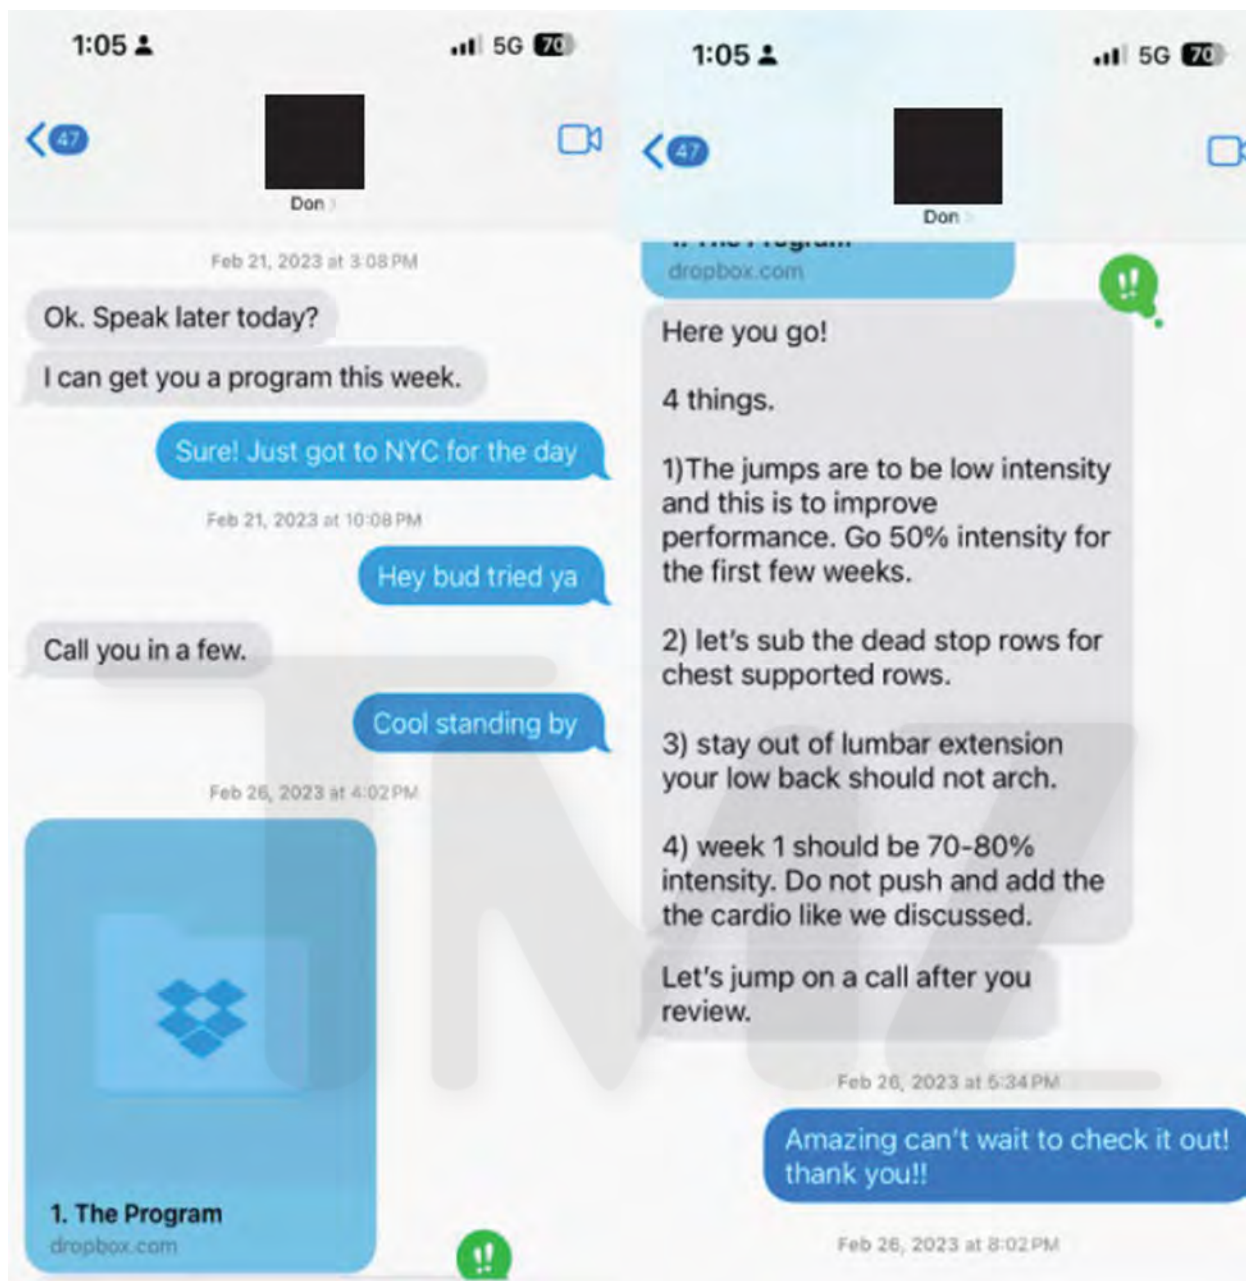 1:05
5G 70
47
Don
Feb 21, 2023 at 3:08 PM
Ok. Speak later today?
I can get you a program this week.
Sure! Just got to NYC for the day
Feb 21, 2023 at 10:08 PM
Hey bud tried ya
Call you in a few.
Cool standing by
Feb 26, 2023 at 4:02 PM
1. The Program
dropbox.com
!!
TMZ
1:05
5G 70
47
Don
1. The Program
dropbox.com
!!
Here you go!
4 things.
1)The jumps are to be low intensity
and this is to improve
performance. Go 50% intensity for
the first few weeks.
2) let's sub the dead stop rows for
chest supported rows.
3) stay out of lumbar extension
your low back should not arch.
4) week 1 should be 70-80%
intensity. Do not push and add the
the cardio like we discussed.
Let's jump on a call after you
review.
Feb 26, 2023 at 5:34 PM
Amazing can't wait to check it out!
thank you!!
Feb 26, 2023 at 8:02 PM